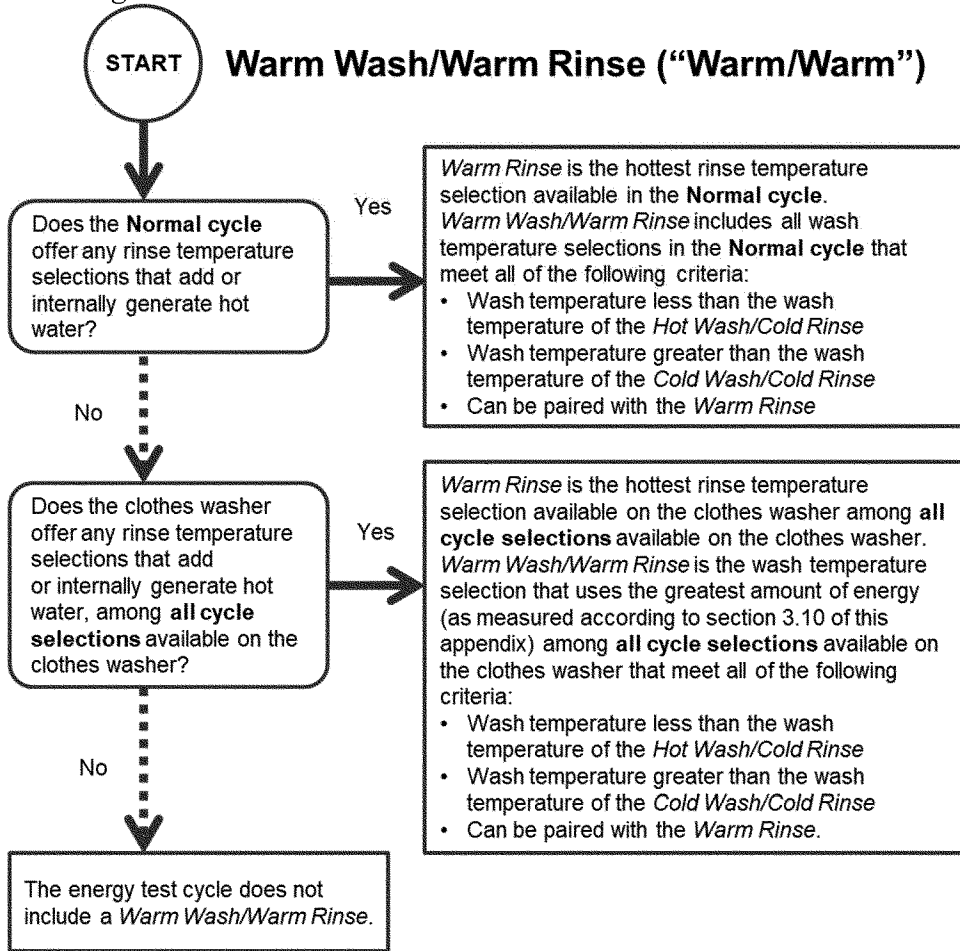 START
Warm Wash/Warm Rinse (“Warm/Warm”)
Does the Normal cycle
offer any rinse temperature
selections that add or
internally generate hot
water?
Yes
Warm Rinse is the hottest rinse temperature
selection available in the Normal cycle.
Warm Wash/Warm Rinse includes all wash
temperature selections in the Normal cycle that
meet all of the following criteria:
• Wash temperature less than the wash
temperature of the Hot Wash/Cold Rinse
• Wash temperature greater than the wash
temperature of the Cold Wash/Cold Rinse
• Can be paired with the Warm Rinse
No
Does the clothes washer
offer any rinse temperature
selections that add
or internally generate hot
water, among all cycle
selections available on the
clothes washer?
Yes
Warm Rinse is the hottest rinse temperature
selection available on the clothes washer among all
cycle selections available on the clothes washer.
Warm Wash/Warm Rinse is the wash temperature
selection that uses the greatest amount of energy
(as measured according to section 3.10 of this
appendix) among all cycle selections available on
the clothes washer that meet all of the following
criteria:
• Wash temperature less than the wash
temperature of the Hot Wash/Cold Rinse
• Wash temperature greater than the wash
temperature of the Cold Wash/Cold Rinse
• Can be paired with the Warm Rinse.
No
The energy test cycle does not
include a Warm Wash/Warm Rinse.